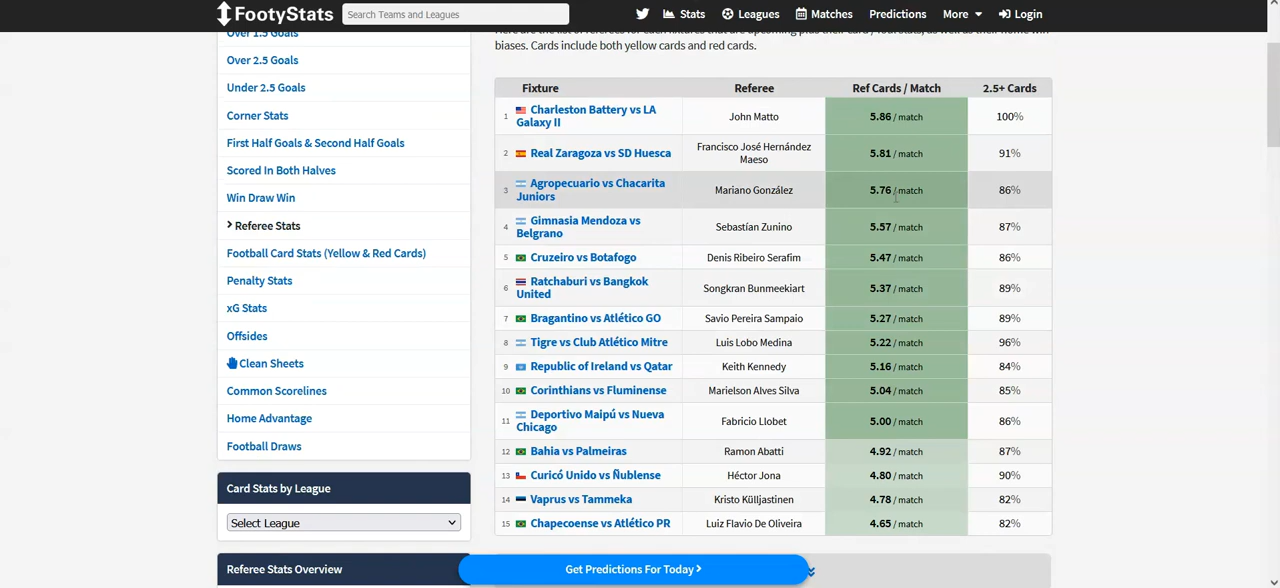 FootyStats
Search Teams and Leagues
Stats
Leagues
Matches
Predictions
More
Login
Over 1.5 Goals
Over 2.5 Goals
Under 2.5 Goals
Corner Stats
First Half Goals & Second Half Goals
Scored In Both Halves
Win Draw Win
Referee Stats
Football Card Stats (Yellow & Red Cards)
Penalty Stats
xG Stats
Offsides
Clean Sheets
Common Scorelines
Home Advantage
Football Draws
Card Stats by League
Select League
Referee Stats Overview
biases. Cards include both yellow cards and red cards.
Fixture Referee Ref Cards / Match 2.5+ Cards
1 Charleston Battery vs LA Galaxy II John Matto 5.86 / match 100%
2 Real Zaragoza vs SD Huesca Francisco José Hernández Maeso 5.81 / match 91%
3 Agropecuario vs Chacarita Juniors Mariano González 5.76 / match 86%
4 Gimnasia Mendoza vs Belgrano Sebastían Zunino 5.57 / match 87%
5 Cruzeiro vs Botafogo Denis Ribeiro Serafim 5.47 / match 86%
6 Ratchaburi vs Bangkok United Songkran Bunmeekiart 5.37 / match 89%
7 Bragantino vs Atlético GO Savio Pereira Sampaio 5.27 / match 89%
8 Tigre vs Club Atlético Mitre Luis Lobo Medina 5.22 / match 96%
9 Republic of Ireland vs Qatar Keith Kennedy 5.16 / match 84%
10 Corinthians vs Fluminense Marielson Alves Silva 5.04 / match 85%
11 Deportivo Maipú vs Nueva Chicago Fabricio Llobet 5.00 / match 86%
12 Bahia vs Palmeiras Ramon Abatti 4.92 / match 87%
13 Curicó Unido vs Ñublense Héctor Jona 4.80 / match 90%
14 Vaprus vs Tammeka Kristo Külljastinen 4.78 / match 82%
15 Chapecoense vs Atlético PR Luiz Flavio De Oliveira 4.65 / match 82%
Get Predictions For Today